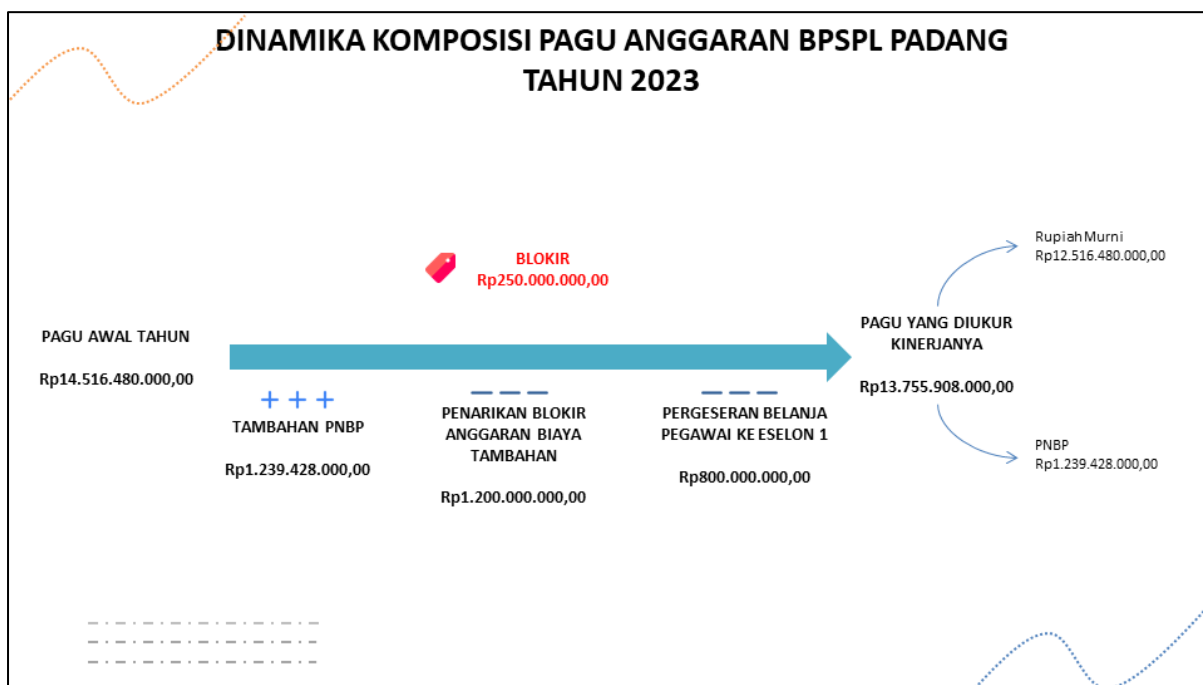 DINAMIKA KOMPOSISI PAGU ANGGARAN BPSPL PADANG
TAHUN 2023
BLOKIR
Rp250.000.000,00
PAGU AWAL TAHUN
Rp14.516.480.000,00
+ + +
TAMBAHAN PNBP
Rp1.239.428.000,00
— — —
PENARIKAN BLOKIR
ANGGARAN BIAYA
TAMBAHAN
Rp1.200.000.000,00
— — —
PERGESERAN BELANJA
PEGAWAI KE ESELON 1
Rp800.000.000,00
PAGU YANG DIUKUR
KINERJANYA
Rp13.755.908.000,00
Rupiah Murni
Rp12.516.480.000,00
PNBP
Rp1.239.428.000,00